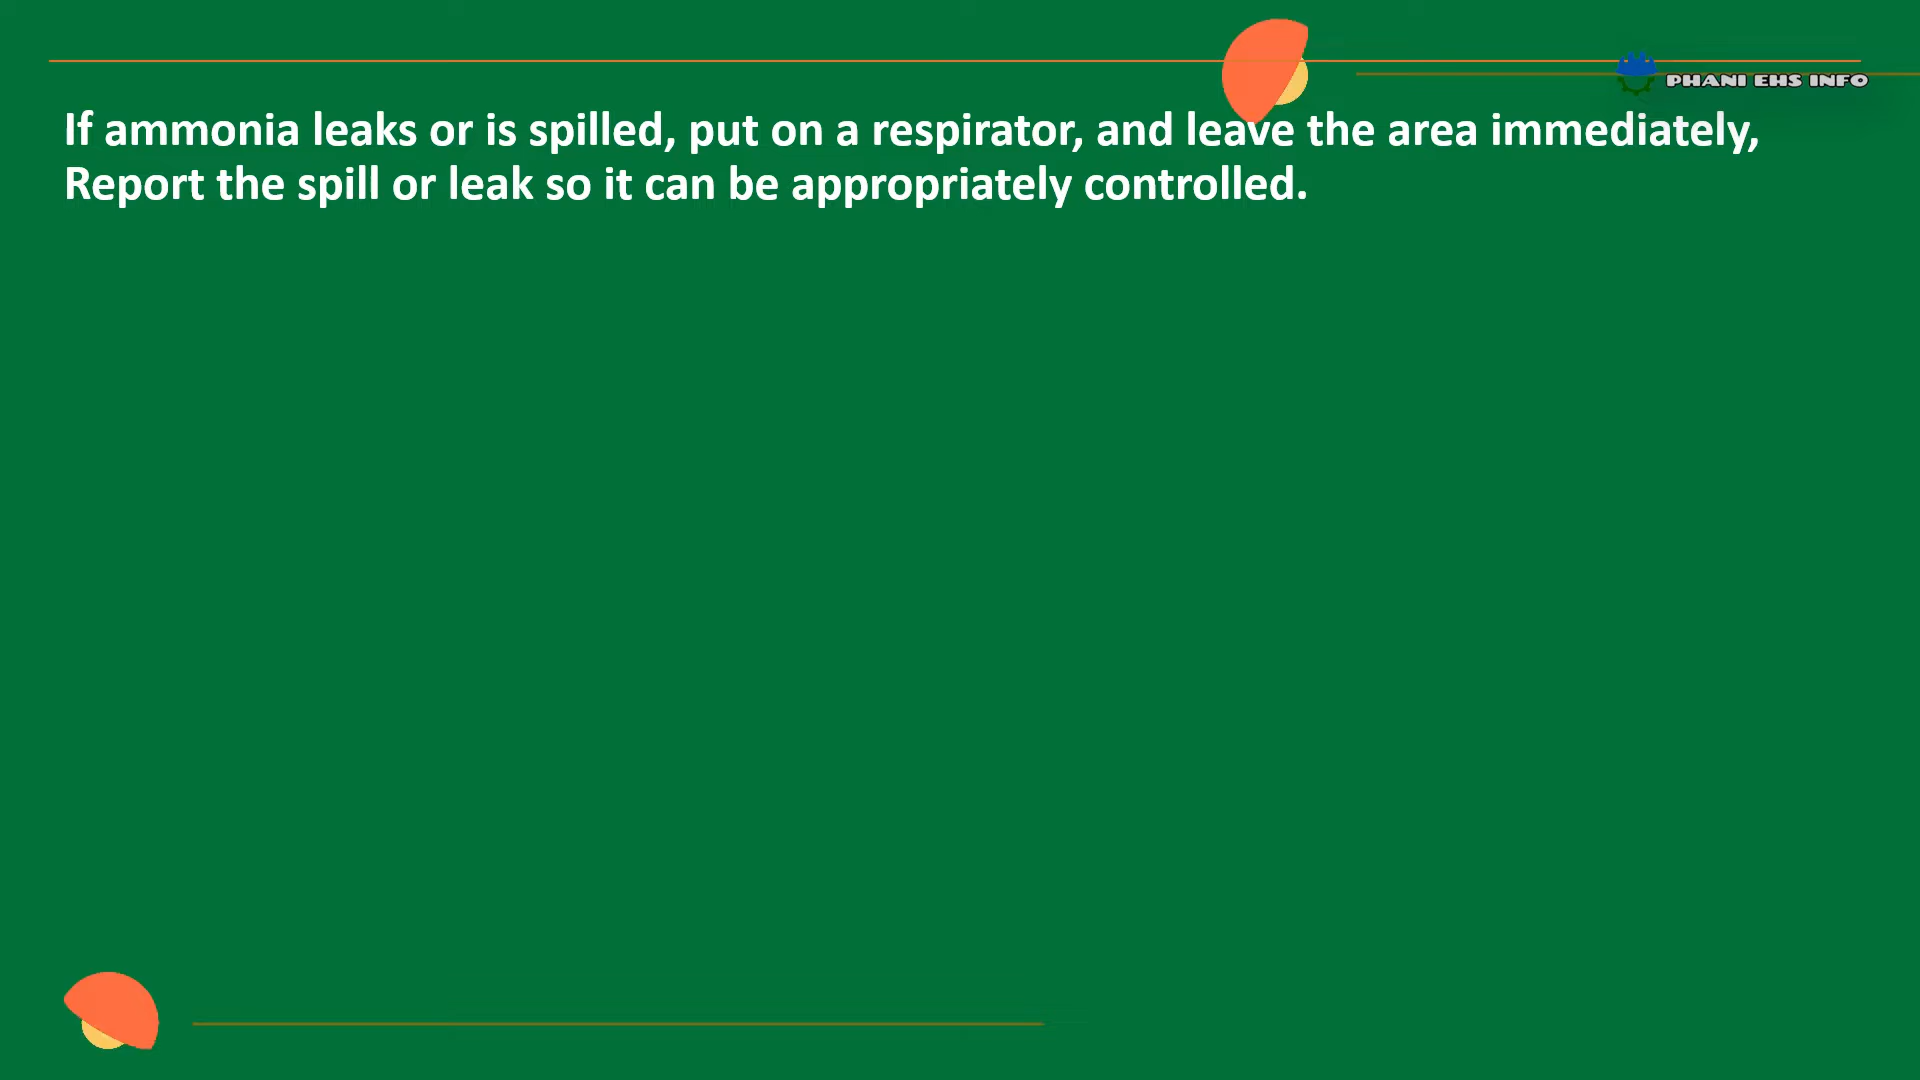 PHANI EHS INFO
If ammonia leaks or is spilled, put on a respirator, and leave the area immediately,
Report the spill or leak so it can be appropriately controlled.